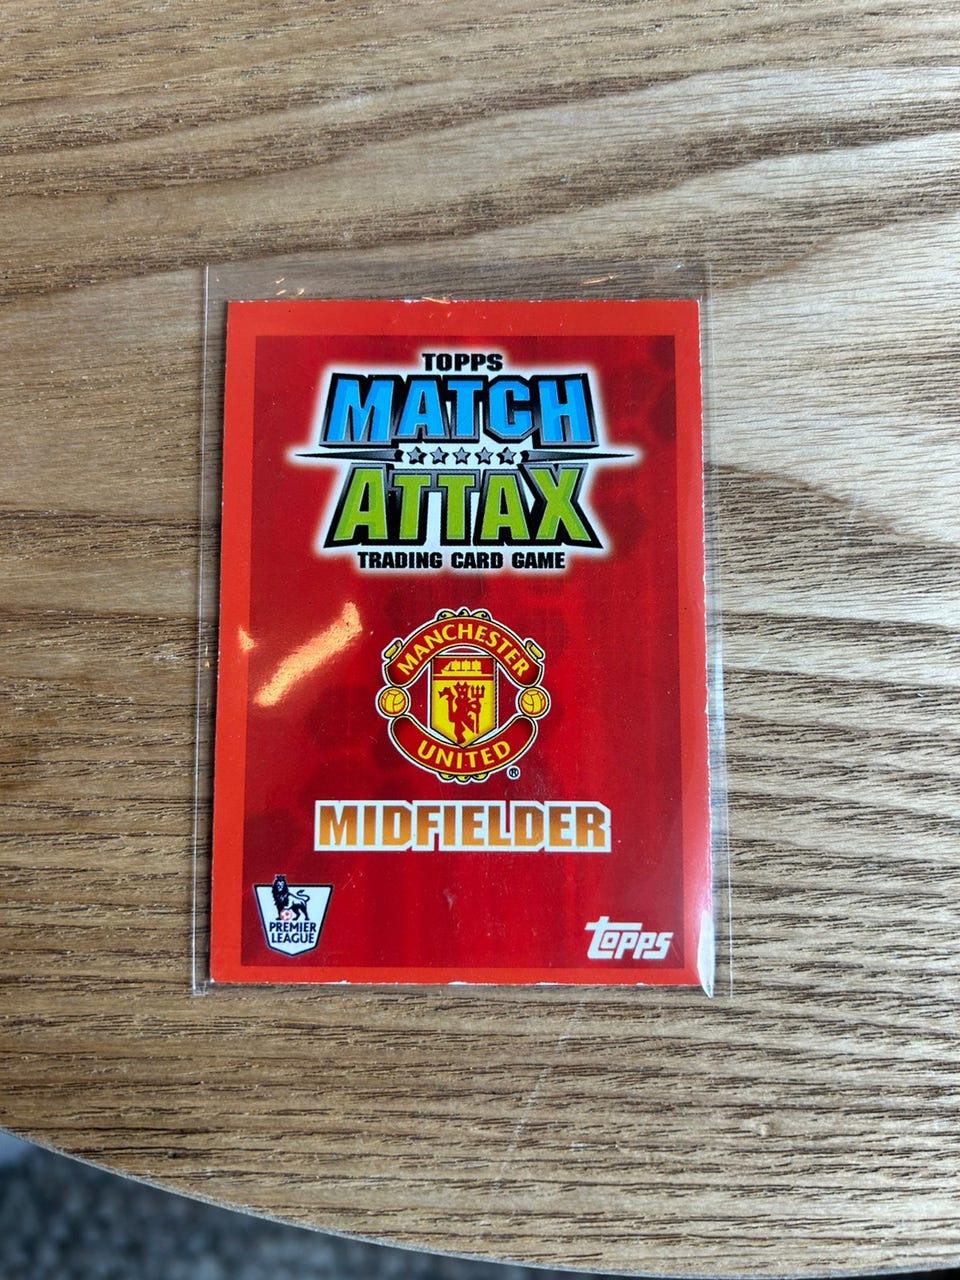 TOPPS
MATCH
ATTAX
TRADING CARD GAME
MANCHESTER
UNITED
®
MIDFIELDER
PREMIER
LEAGUE
topps